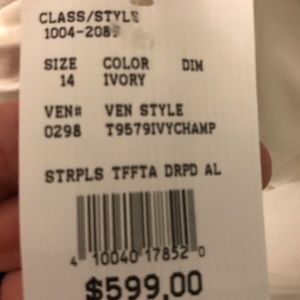 CLASS/STYLE
1004-2089
SIZE COLOR DIM
14 IVORY
VEN# VEN STYLE
0298 T9579IVYCHAMP
STRPLS TFFTA DRPD AL
4 10040 17852 0
$599.00